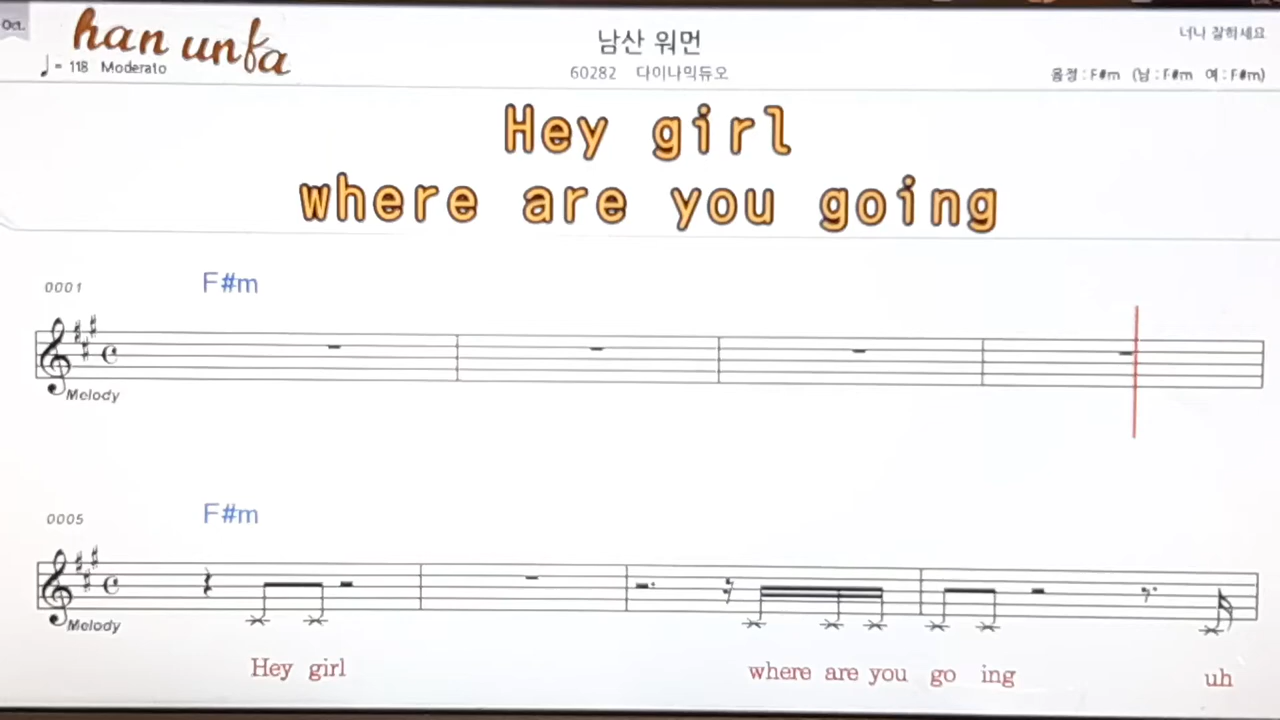 Oct.
han unfa
남산 워먼
너나 잘하세요
♩= 118 Moderato
60282 다이나믹듀오
음정 : F#m (남 : F#m 여 : F#m)
Hey girl
where are you going
0001 F#m
Melody
0005 F#m
Melody
Hey girl where are you go ing uh